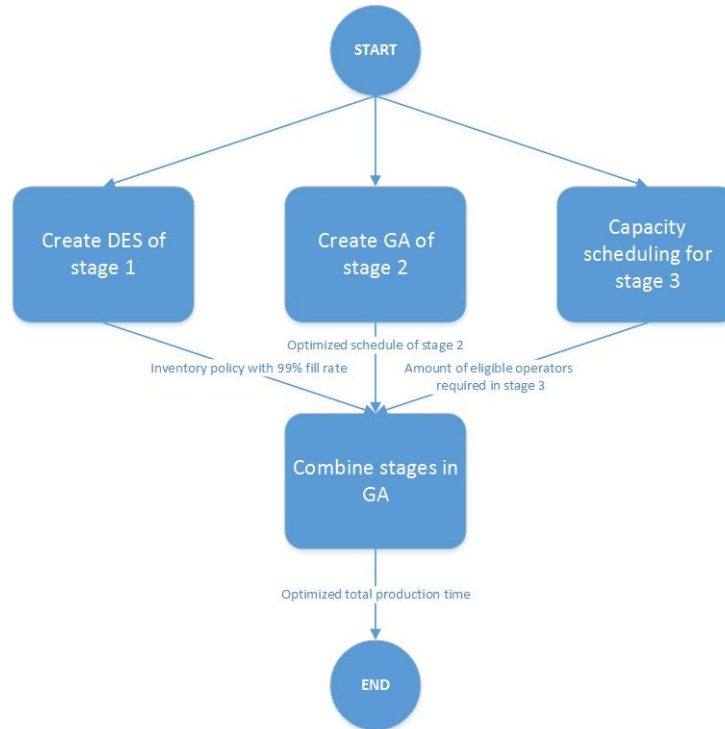 START
Create DES of
stage 1
Create GA of
stage 2
Capacity
scheduling for
stage 3
Optimized schedule of stage 2
Inventory policy with 99% fill rate
Amount of eligible operators
required in stage 3
Combine stages in
GA
Optimized total production time
END